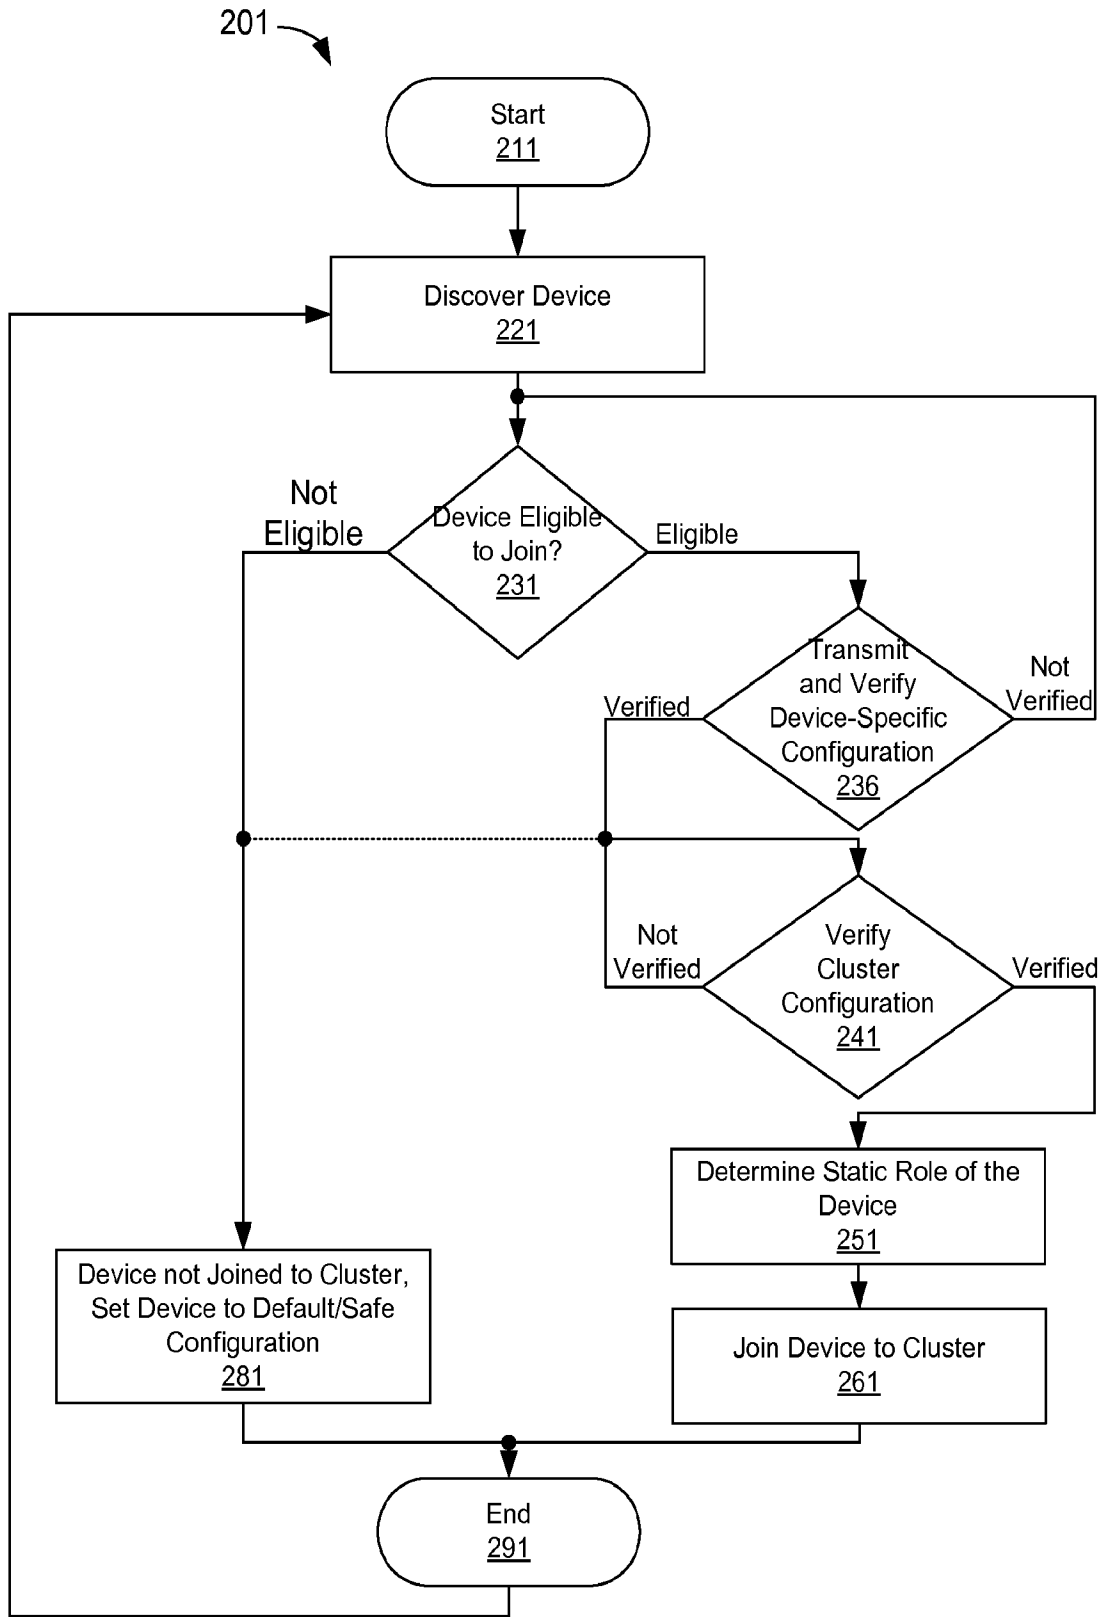 201
Start
211
Discover Device
221
Not
Eligible
Device Eligible
to Join?
231
Eligible
Transmit
and Verify
Device-Specific
Configuration
236
Verified
Not
Verified
Verify
Cluster
Configuration
241
Not
Verified
Verified
Determine Static Role of the
Device
251
Device not Joined to Cluster,
Set Device to Default/Safe
Configuration
281
Join Device to Cluster
261
End
291